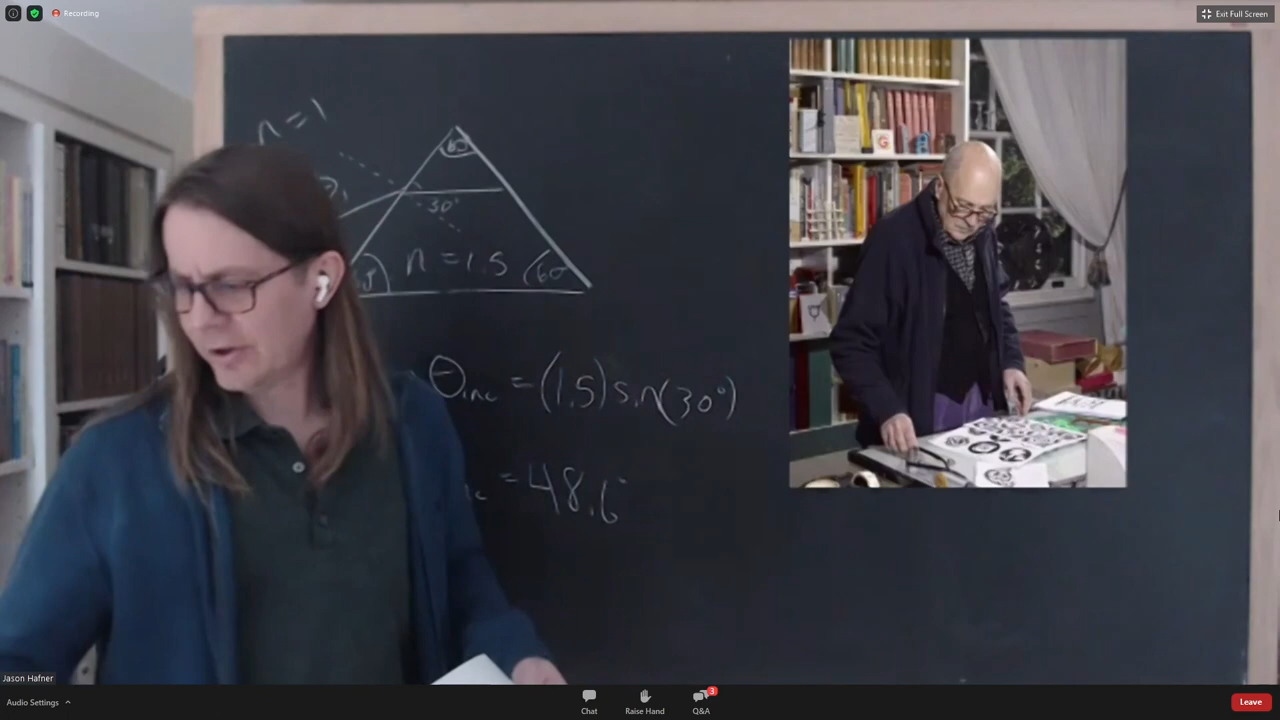 Recording
Exit Full Screen
n = 1
60
30°
n = 1.5
60
θinc = (1.5) sin(30°)
= 48.6°
G
Jason Hafner
Audio Settings
Chat
Raise Hand
3
Q&A
Leave